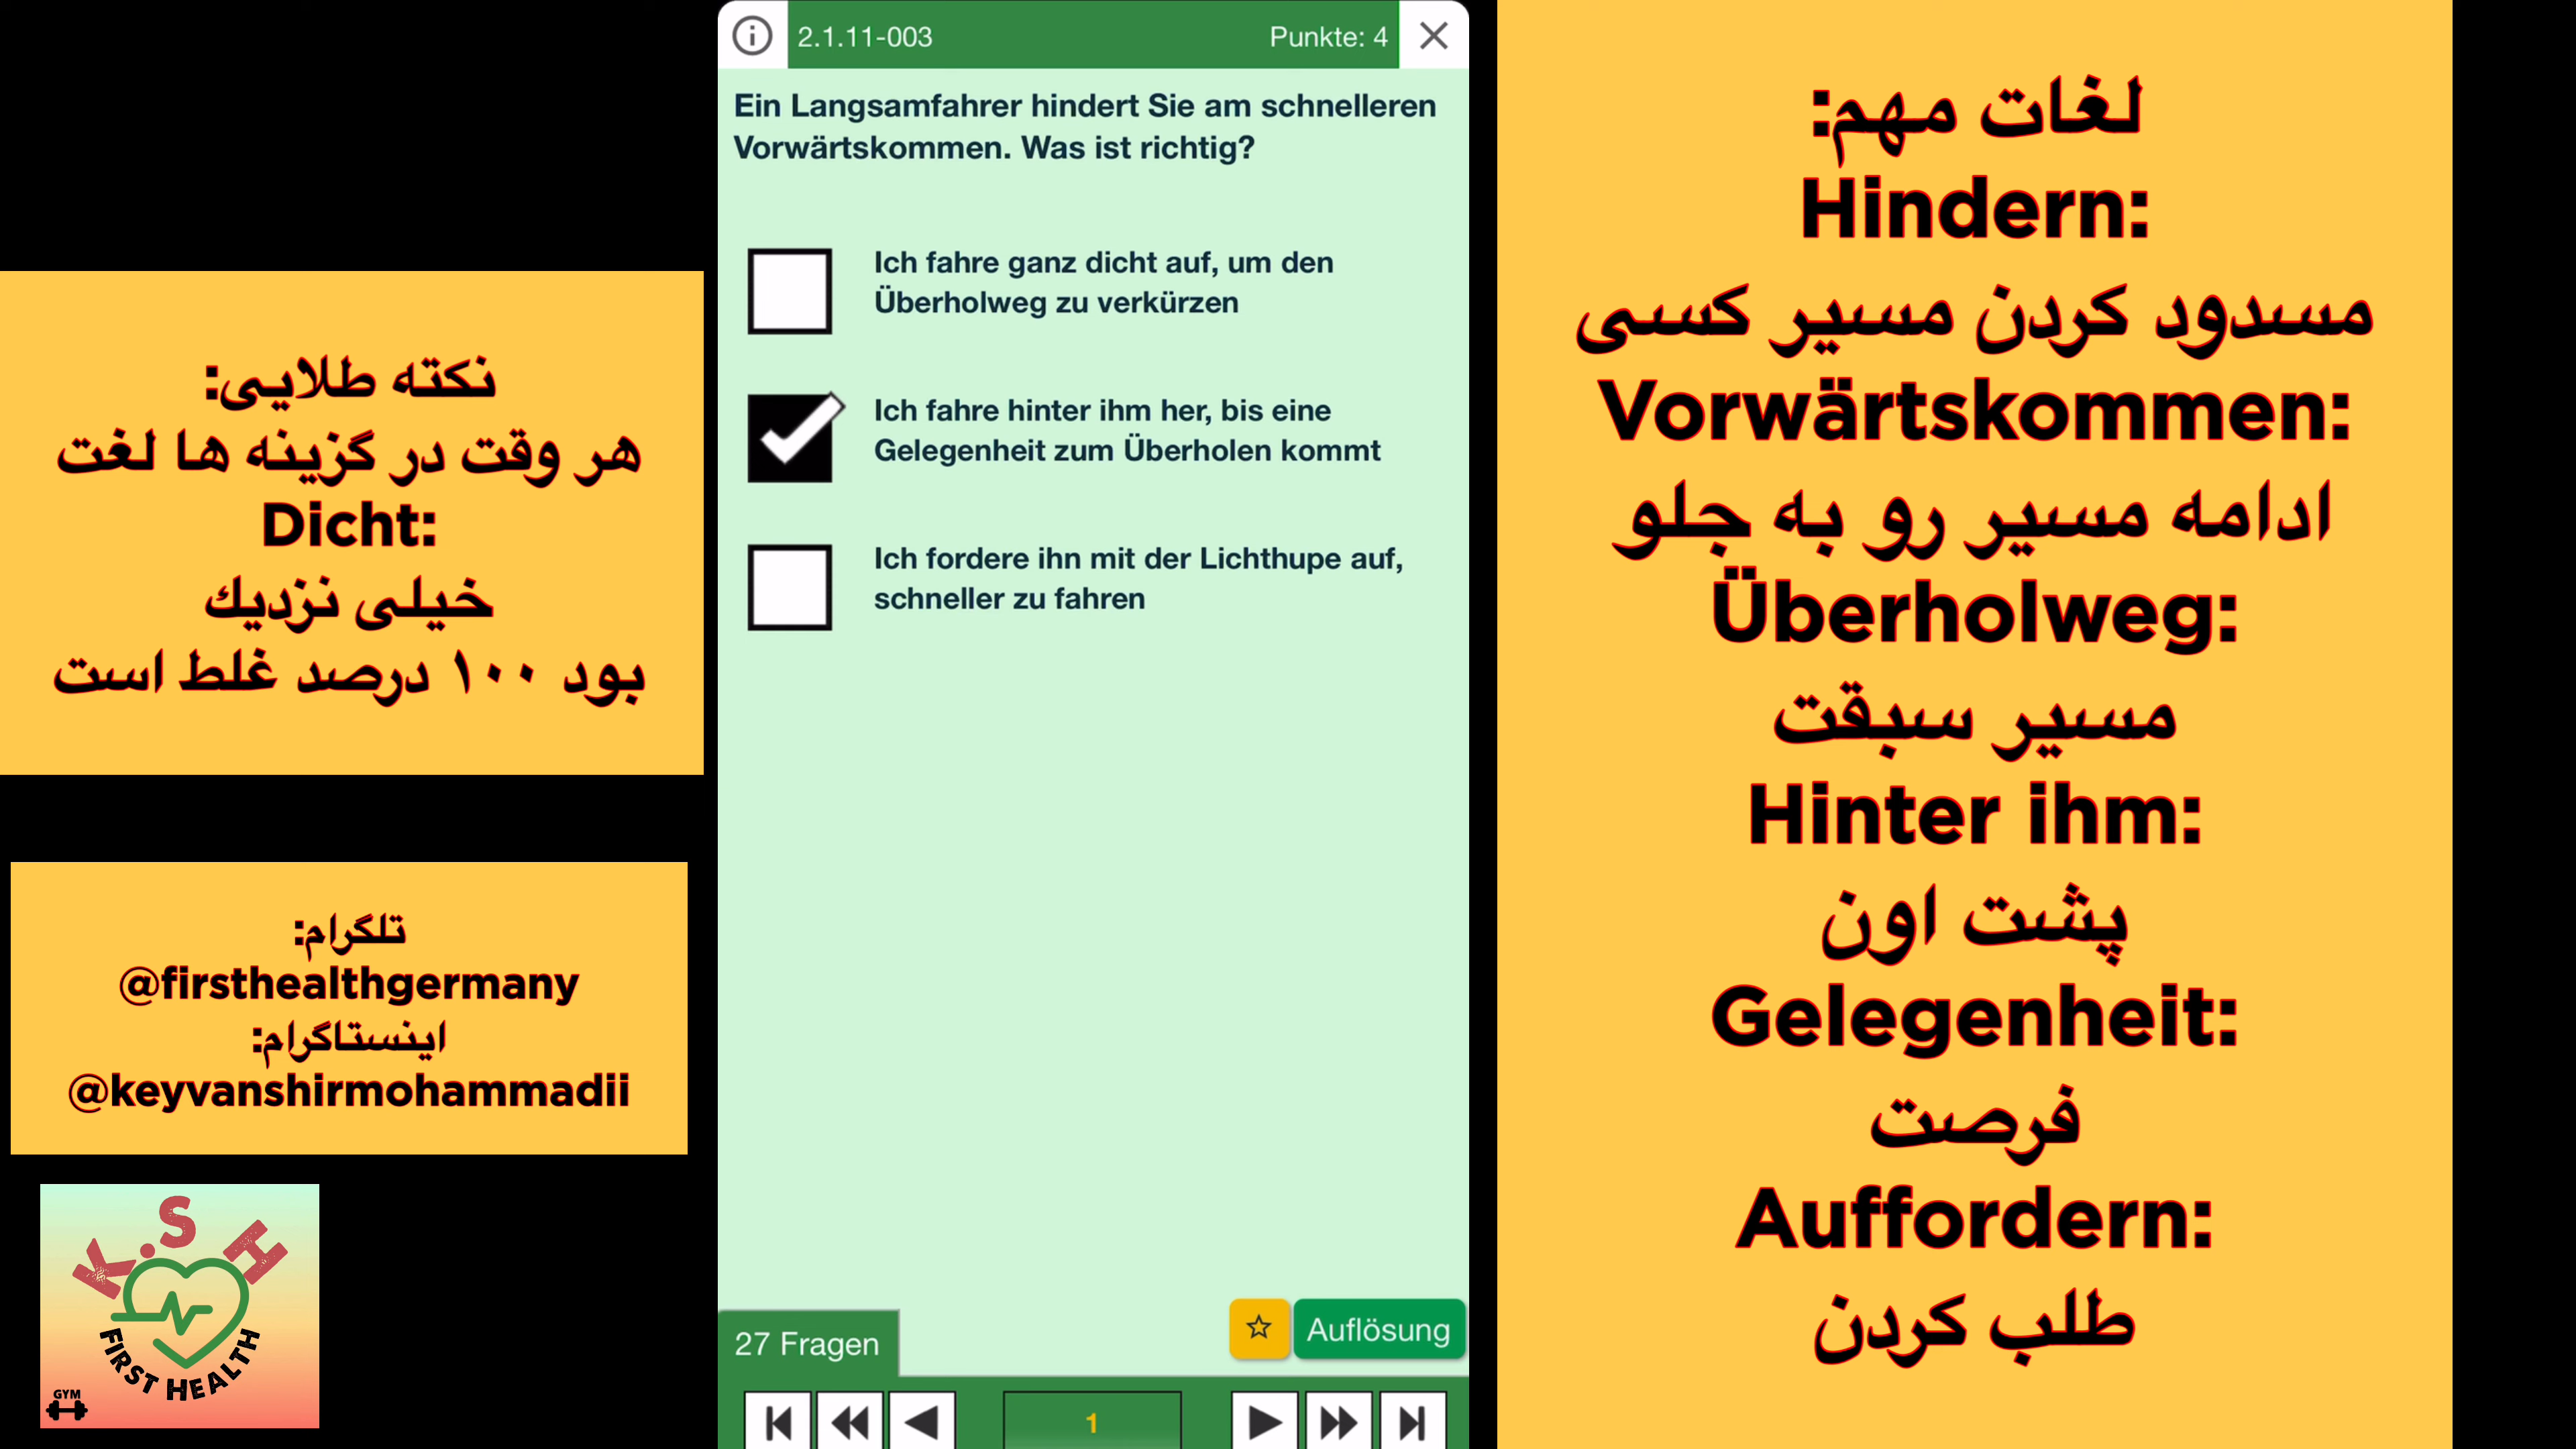 نکته طلایی:
هر وقت در گزینه ها لغت
Dicht:
خیلی نزدیك
بود ۱۰۰ درصد غلط است
تلگرام:
@firsthealthgermany
اینستاگرام:
@keyvanshirmohammadii
K.SH
FIRST HEALTH
GYM
2.1.11-003
Punkte: 4
Ein Langsamfahrer hindert Sie am schnelleren
Vorwärtskommen. Was ist richtig?
Ich fahre ganz dicht auf, um den
Überholweg zu verkürzen
Ich fahre hinter ihm her, bis eine
Gelegenheit zum Überholen kommt
Ich fordere ihn mit der Lichthupe auf,
schneller zu fahren
27 Fragen
Auflösung
1
لغات مهم:
Hindern:
مسدود کردن مسیر کسی
Vorwärtskommen:
ادامه مسیر رو به جلو
Überholweg:
مسیر سبقت
Hinter ihm:
پشت اون
Gelegenheit:
فرصت
Auffordern:
طلب کردن